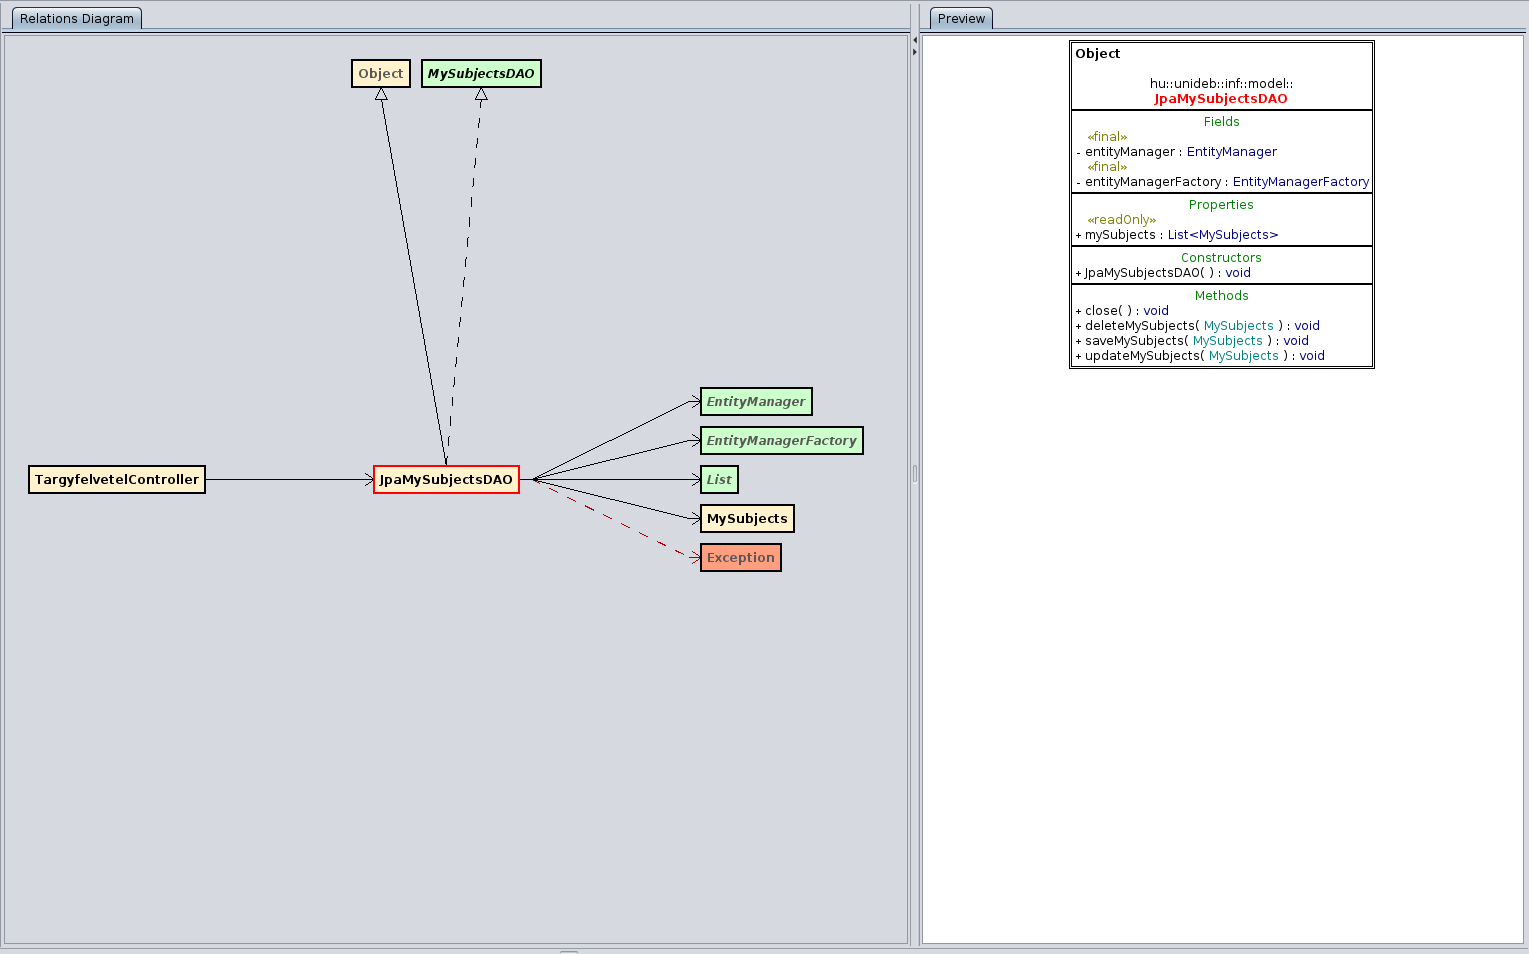 Relations Diagram
Object
MySubjectsDAO
EntityManager
EntityManagerFactory
TargyfelvetelController
JpaMySubjectsDAO
List
MySubjects
Exception
Preview
Object
hu::unideb::inf::model::
JpaMySubjectsDAO
Fields
«final»
- entityManager : EntityManager
«final»
- entityManagerFactory : EntityManagerFactory
Properties
«readOnly»
+ mySubjects : List<MySubjects>
Constructors
+ JpaMySubjectsDAO( ) : void
Methods
+ close( ) : void
+ deleteMySubjects( MySubjects ) : void
+ saveMySubjects( MySubjects ) : void
+ updateMySubjects( MySubjects ) : void